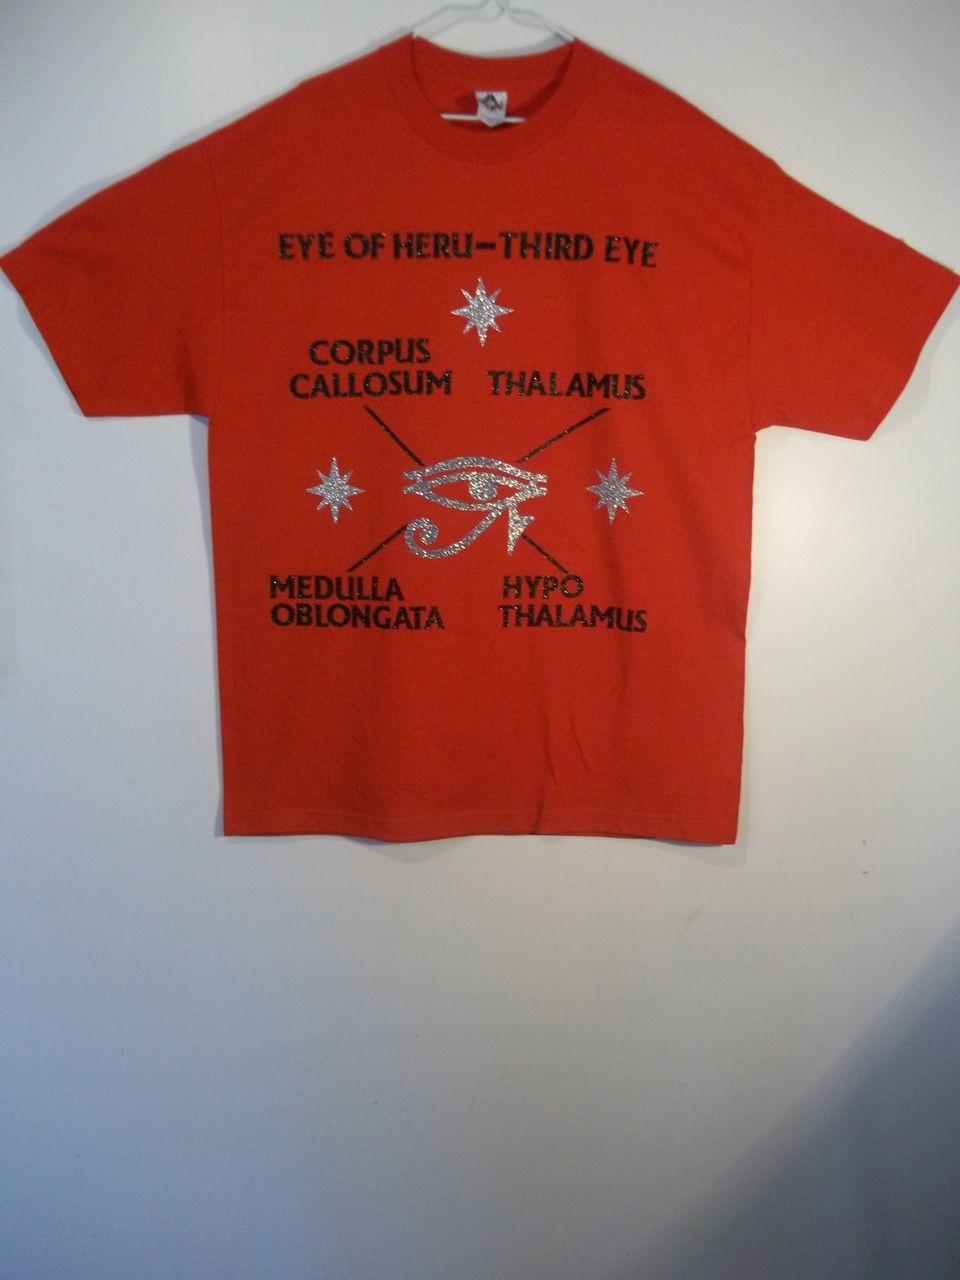 EYE OF HERU-THIRD EYE
CORPUS
CALLOSUM
THALAMUS
MEDULLA
OBLONGATA
HYPO
THALAMUS